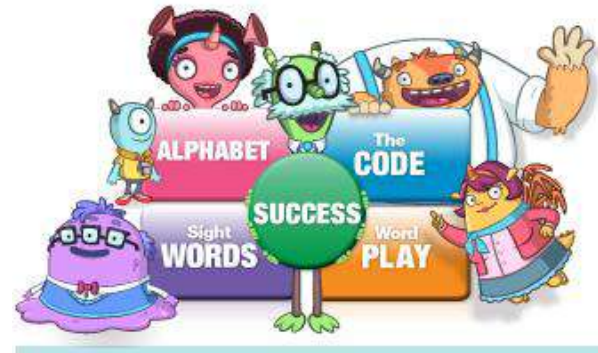 ALPHABET
The
CODE
SUCCESS
Sight
WORDS
Word
PLAY